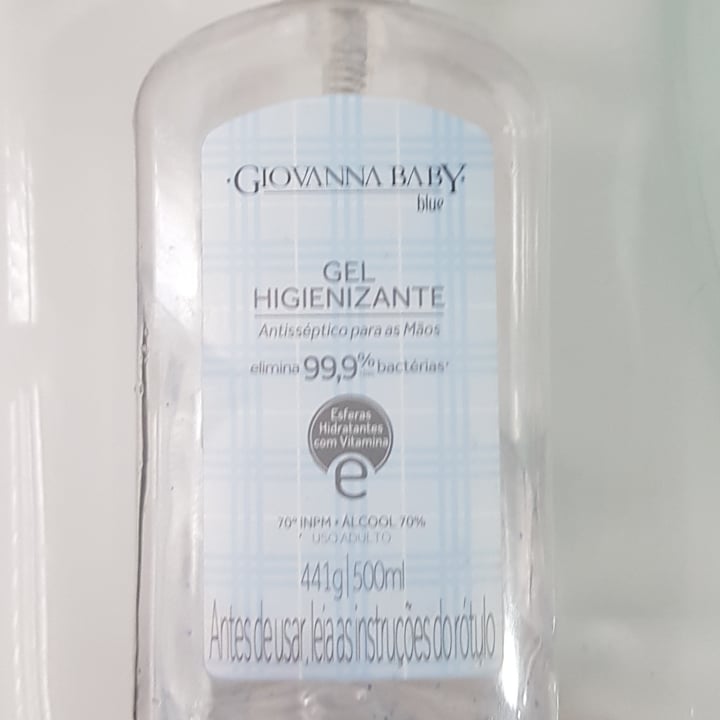 GIOVANNA BABY
blue
GEL
HIGIENIZANTE
Antisséptico para as Mãos
elimina 99,9% bactérias*
Esferas
Hidratantes
com Vitamina
e
70° INPM • ÁLCOOL 70%
USO ADULTO
441g|500ml
Antes de usar, leia as instruções do rótulo